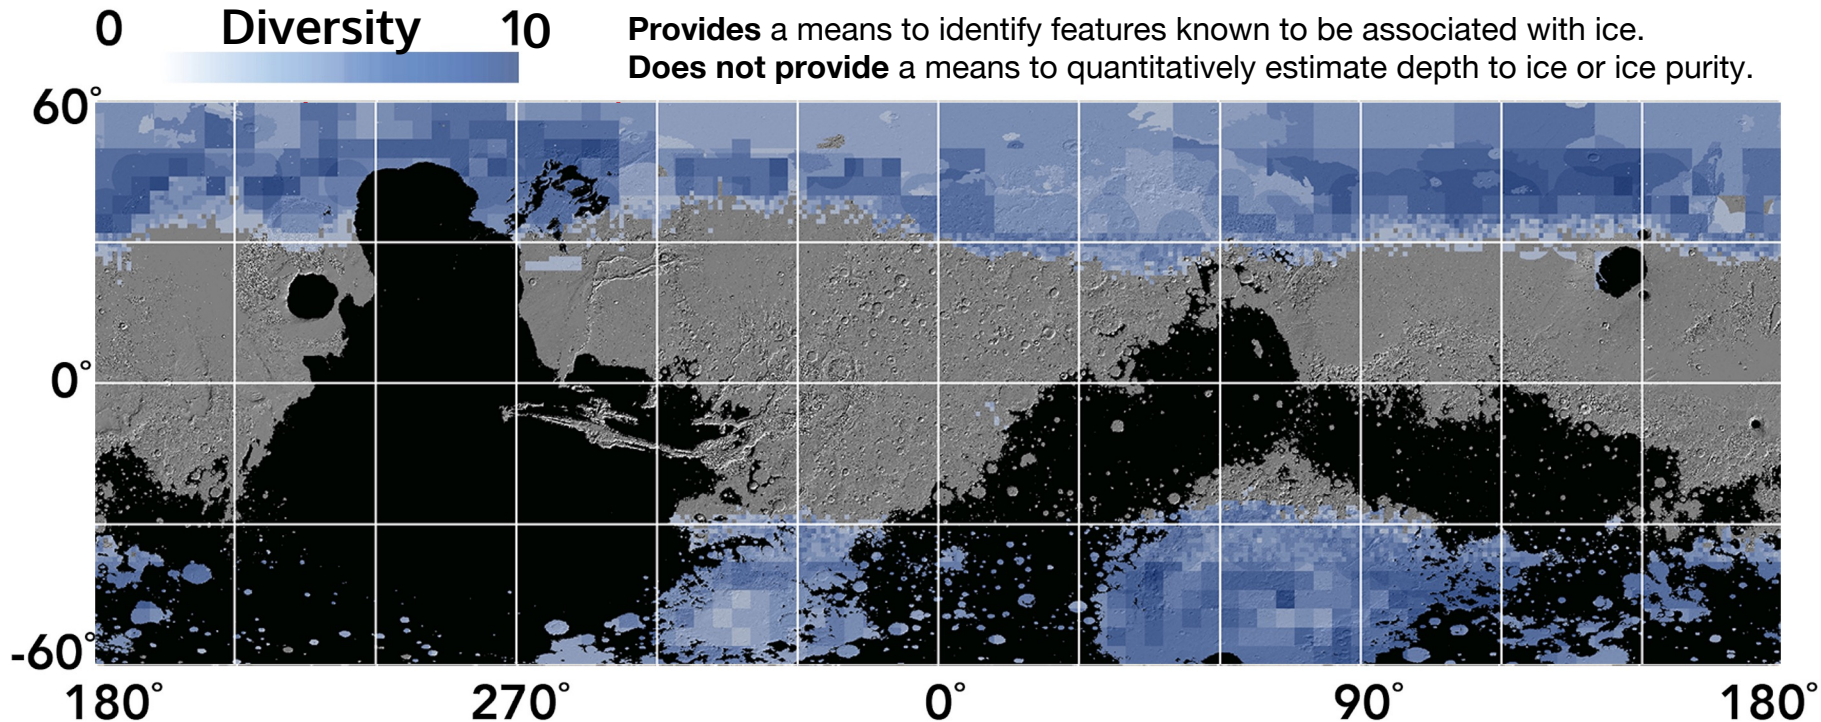 0 Diversity 10
Provides a means to identify features known to be associated with ice.
Does not provide a means to quantitatively estimate depth to ice or ice purity.
60°
0°
-60°
180° 270° 0° 90° 180°